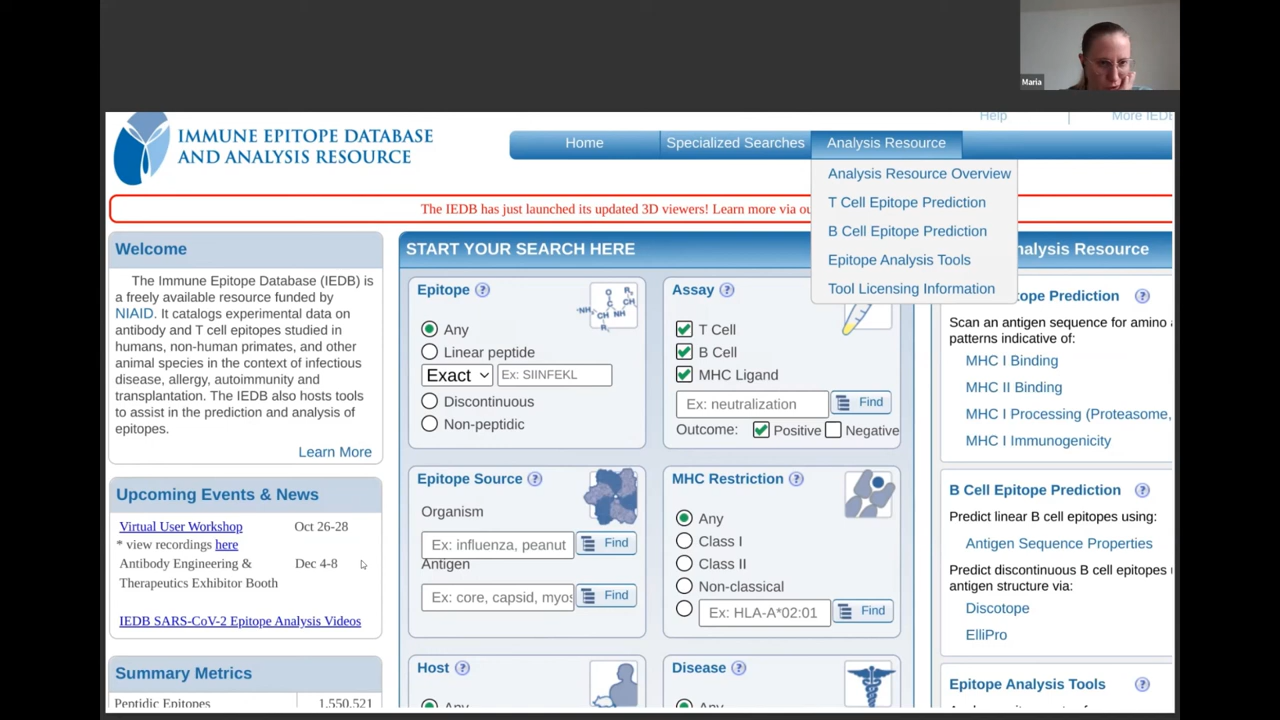 Maria
Help
IMMUNE EPITOPE DATABASE
AND ANALYSIS RESOURCE
Home
Specialized Searches
Analysis Resource
Analysis Resource Overview
T Cell Epitope Prediction
B Cell Epitope Prediction
Epitope Analysis Tools
Tool Licensing Information
The IEDB has just launched its updated 3D viewers! Learn more via
Welcome
The Immune Epitope Database (IEDB) is
a freely available resource funded by
NIAID. It catalogs experimental data on
antibody and T cell epitopes studied in
humans, non-human primates, and other
animal species in the context of infectious
disease, allergy, autoimmunity and
transplantation. The IEDB also hosts tools
to assist in the prediction and analysis of
epitopes.
Learn More
Upcoming Events & News
Virtual User Workshop Oct 26-28
* view recordings here
Antibody Engineering & Dec 4-8
Therapeutics Exhibitor Booth
IEDB SARS-CoV-2 Epitope Analysis Videos
Summary Metrics
Peptidic Epitopes 1,550,521
START YOUR SEARCH HERE
Epitope ?
Any
Linear peptide
Exact Ex: SIINFEKL
Discontinuous
Non-peptidic
Assay ?
T Cell
B Cell
MHC Ligand
Ex: neutralization Find
Outcome: Positive Negative
Epitope Source ?
Organism
Ex: influenza, peanut Find
Antigen
Ex: core, capsid, myos Find
MHC Restriction ?
Any
Class I
Class II
Non-classical
Ex: HLA-A*02:01 Find
Host ?
Any
Disease ?
Any
nalysis Resource
tope Prediction ?
Scan an antigen sequence for amino
patterns indicative of:
MHC I Binding
MHC II Binding
MHC I Processing (Proteasome,
MHC I Immunogenicity
B Cell Epitope Prediction ?
Predict linear B cell epitopes using:
Antigen Sequence Properties
Predict discontinuous B cell epitopes
antigen structure via:
Discotope
ElliPro
Epitope Analysis Tools ?